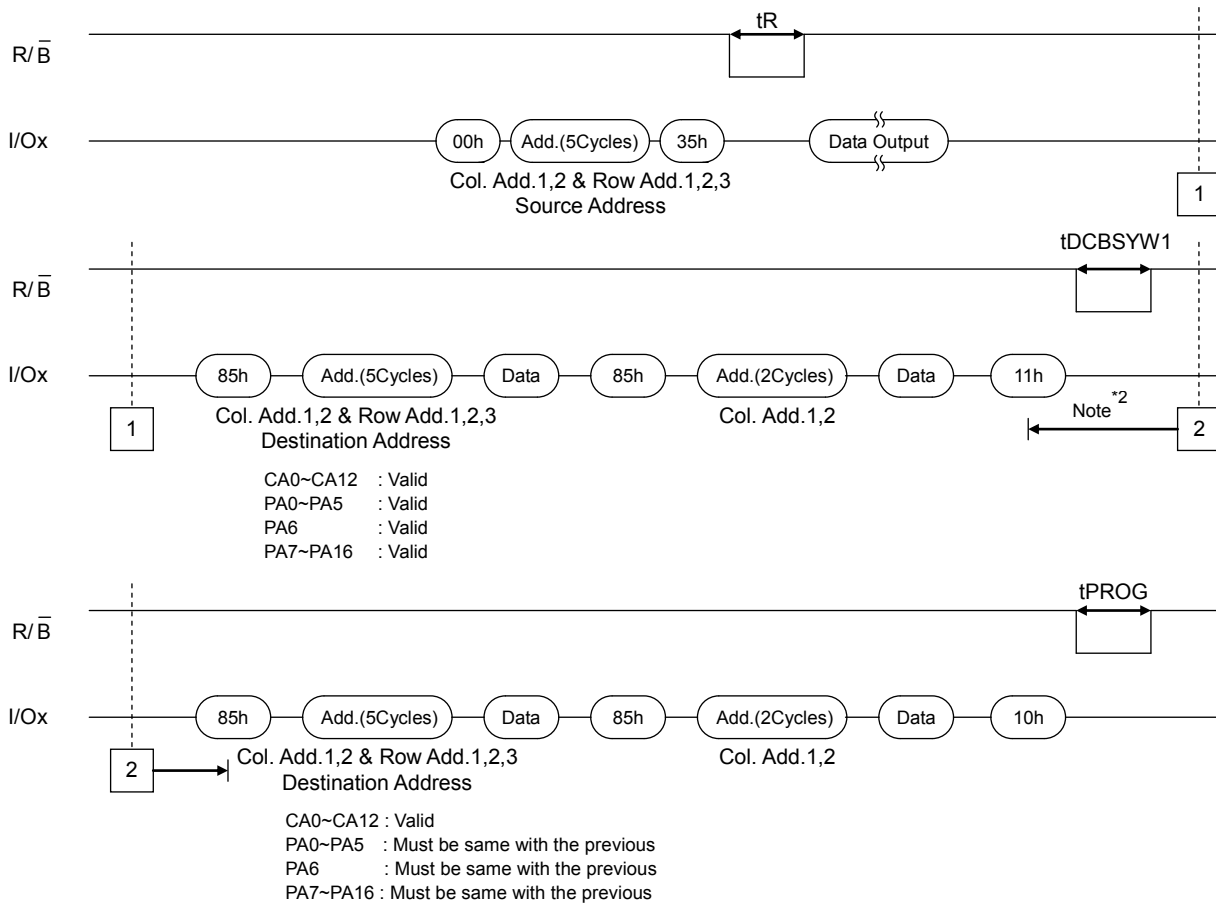 tR
R/B̅
I/Ox 00h Add.(5Cycles) 35h Data Output
Col. Add.1,2 & Row Add.1,2,3
Source Address
1
tDCBSYW1
R/B̅
I/Ox 85h Add.(5Cycles) Data 85h Add.(2Cycles) Data 11h
Col. Add.1,2 & Row Add.1,2,3 Col. Add.1,2 Note*2
1 Destination Address 2
CA0~CA12 : Valid
PA0~PA5 : Valid
PA6 : Valid
PA7~PA16 : Valid
tPROG
R/B̅
I/Ox 85h Add.(5Cycles) Data 85h Add.(2Cycles) Data 10h
Col. Add.1,2 & Row Add.1,2,3 Col. Add.1,2
2 Destination Address
CA0~CA12 : Valid
PA0~PA5 : Must be same with the previous
PA6 : Must be same with the previous
PA7~PA16 : Must be same with the previous